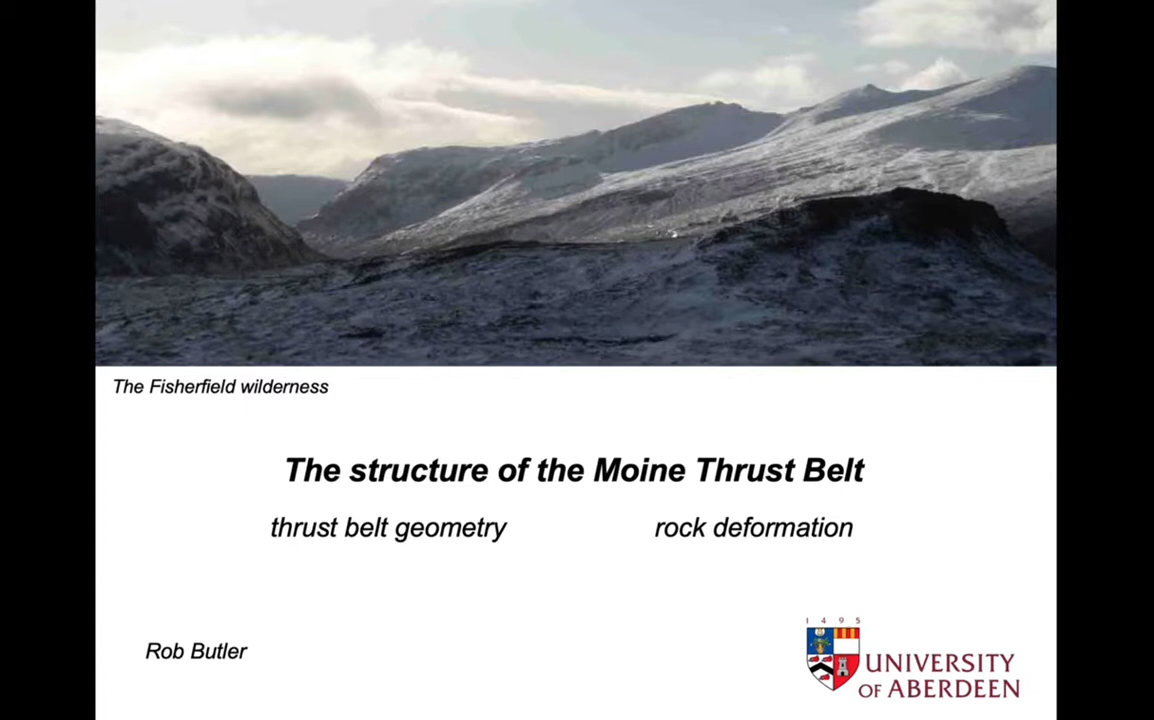 The Fisherfield wilderness
The structure of the Moine Thrust Belt
thrust belt geometry rock deformation
Rob Butler
1495
UNIVERSITY
OF ABERDEEN